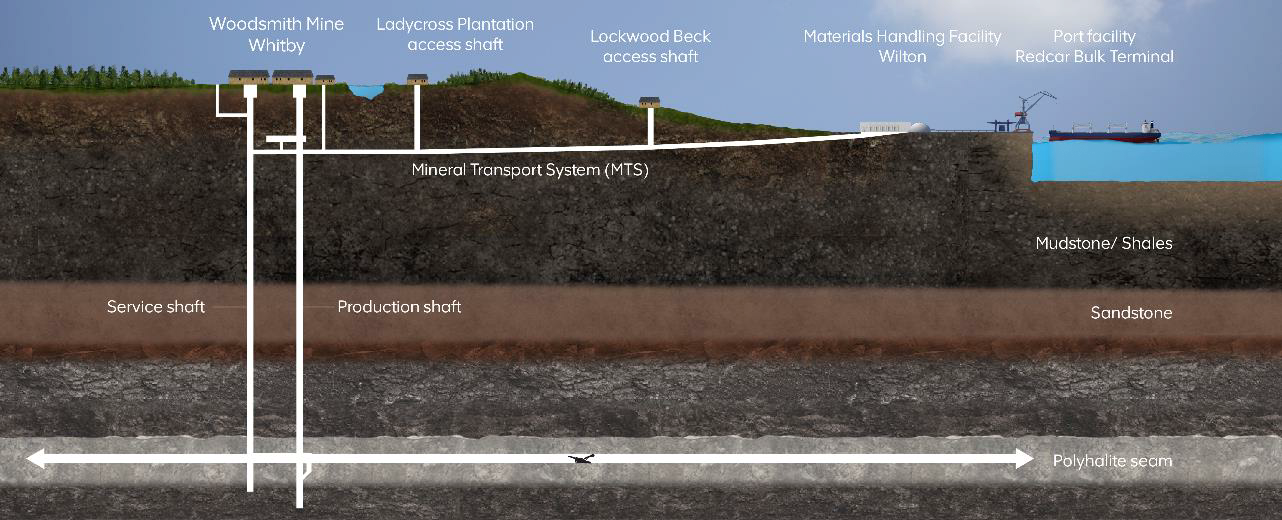 Woodsmith Mine
Whitby
Ladycross Plantation
access shaft
Lockwood Beck
access shaft
Materials Handling Facility
Wilton
Port facility
Redcar Bulk Terminal
Mineral Transport System (MTS)
Mudstone/ Shales
Service shaft
Production shaft
Sandstone
Polyhalite seam